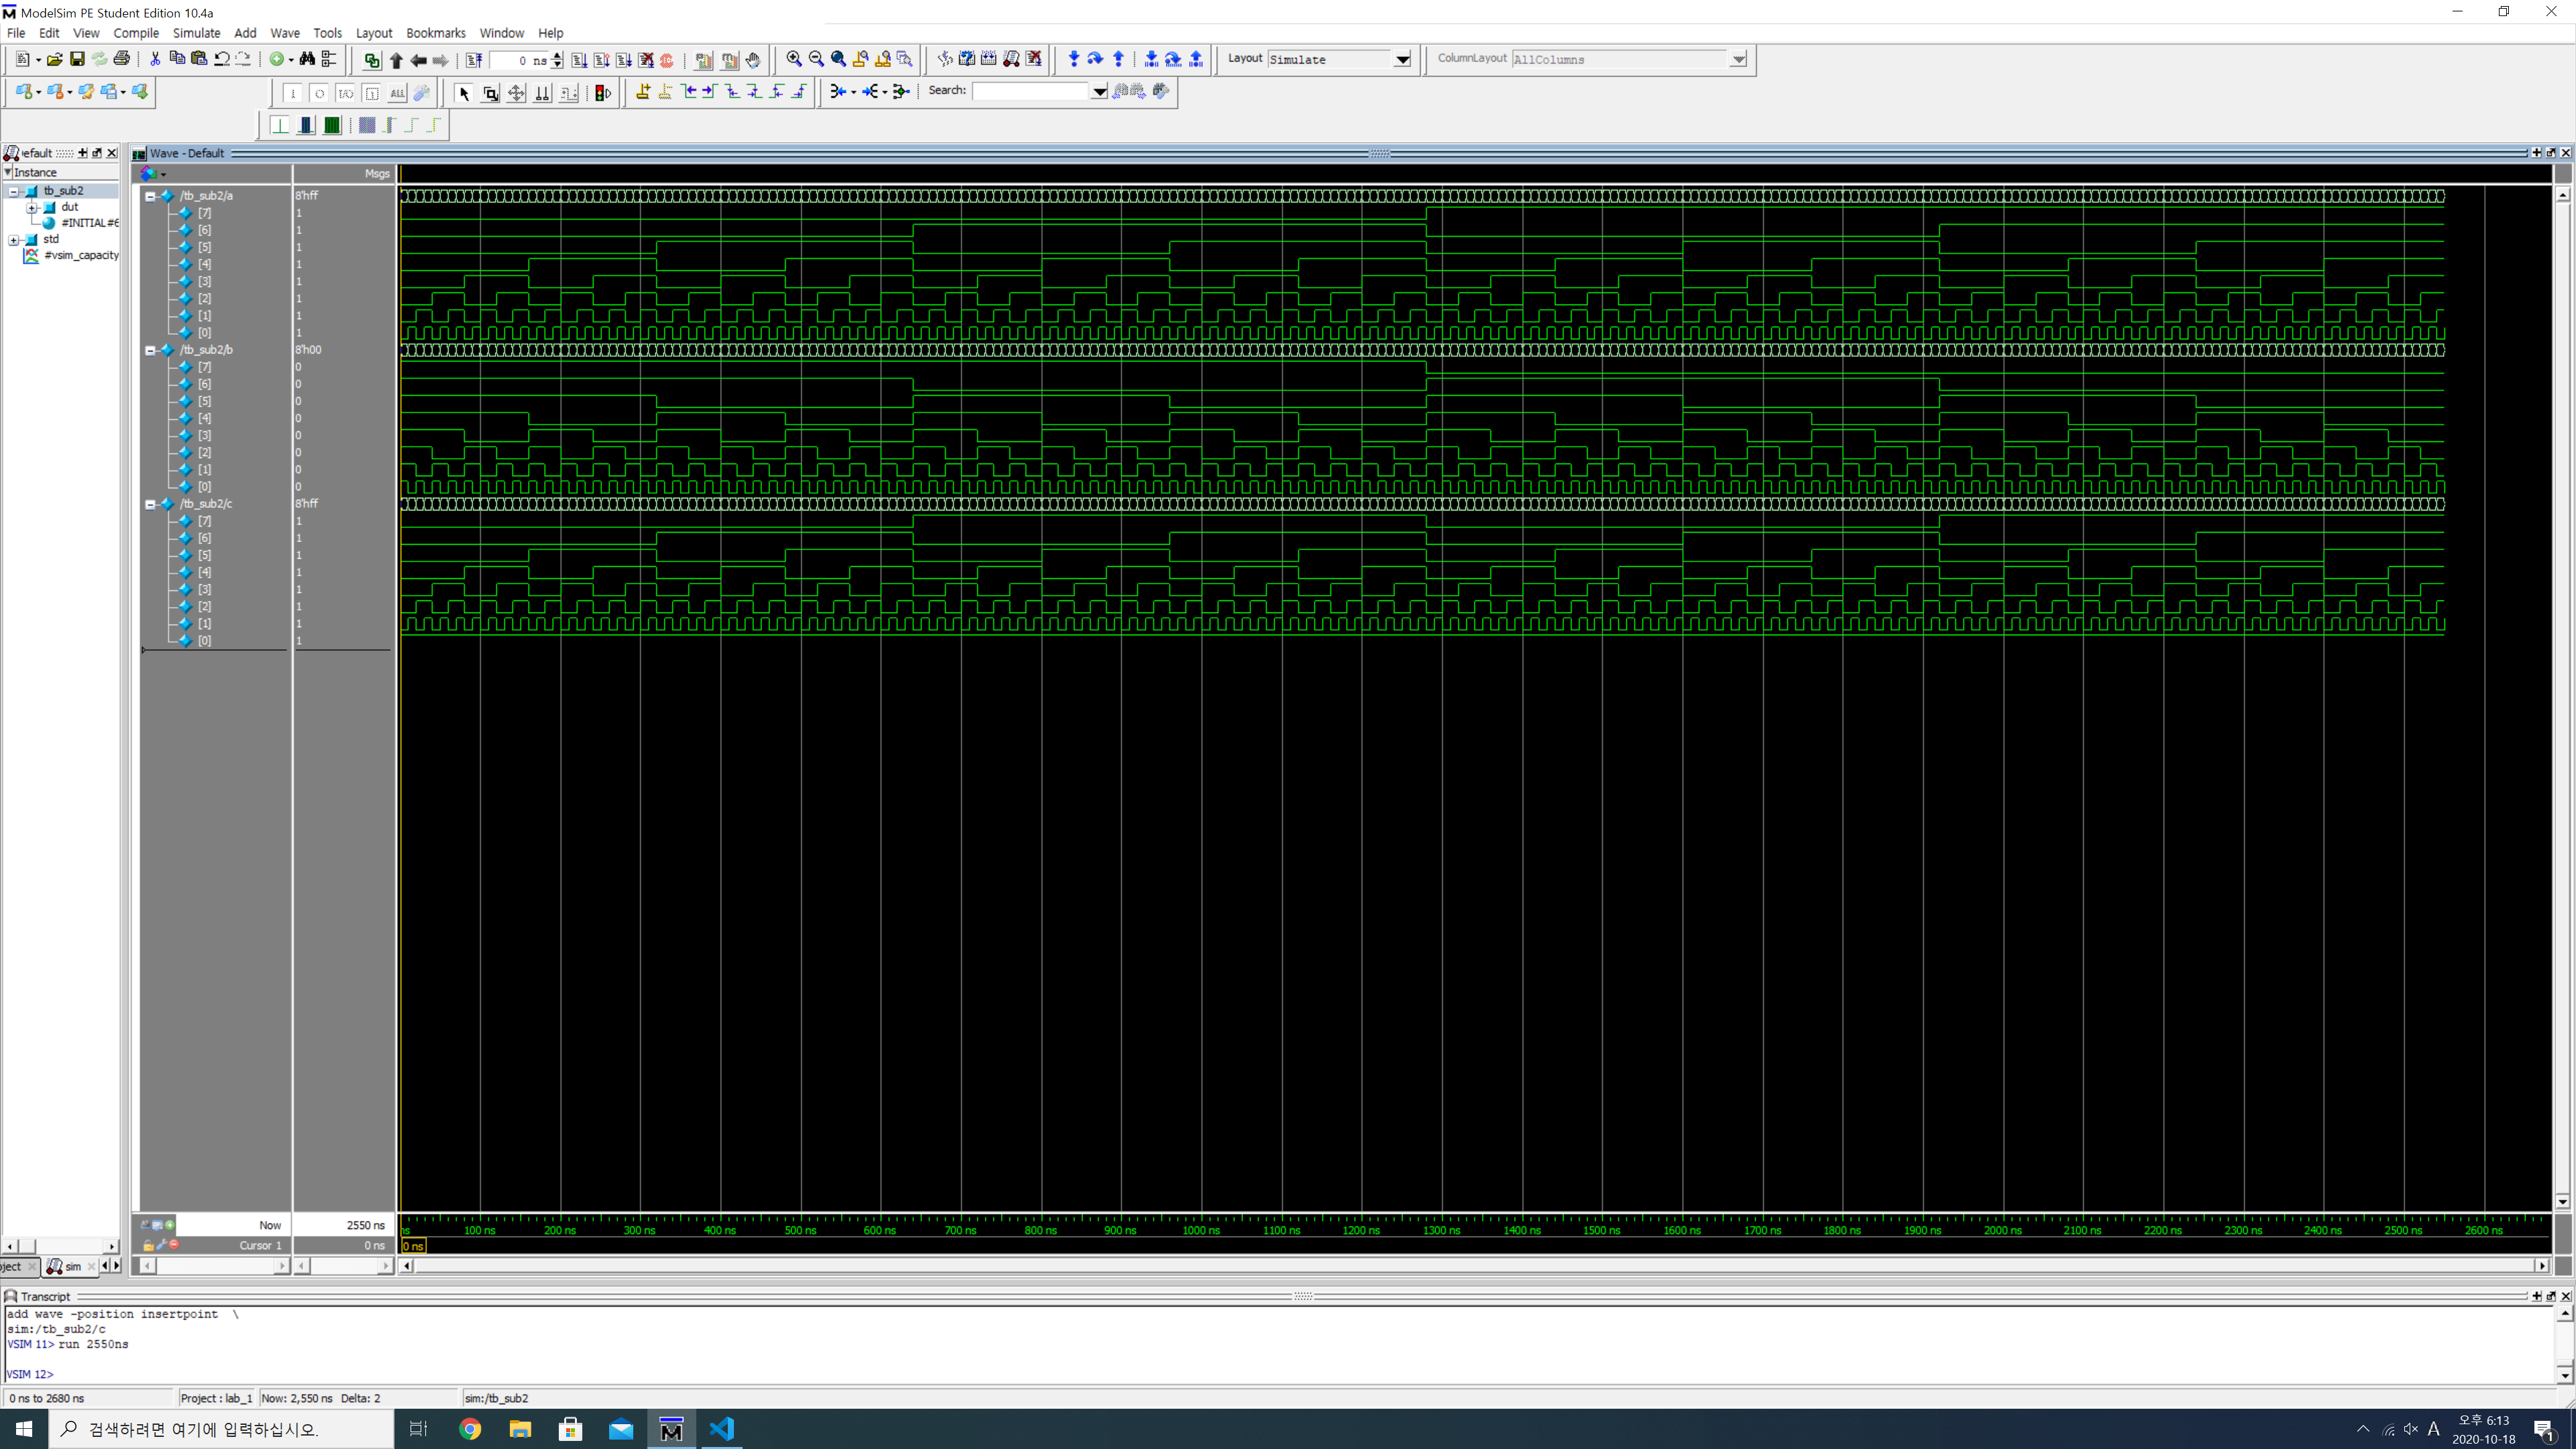 ModelSim PE Student Edition 10.4a
File Edit View Compile Simulate Add Wave Tools Layout Bookmarks Window Help
0 ns
Layout Simulate
ColumnLayout AllColumns
Search:
efault
Wave - Default
Instance
tb_sub2
dut
#INITIAL#6
std
#vsim_capacity
Msgs
/tb_sub2/a 8'hff
[7] 1
[6] 1
[5] 1
[4] 1
[3] 1
[2] 1
[1] 1
[0] 1
/tb_sub2/b 8'h00
[7] 0
[6] 0
[5] 0
[4] 0
[3] 0
[2] 0
[1] 0
[0] 0
/tb_sub2/c 8'hff
[7] 1
[6] 1
[5] 1
[4] 1
[3] 1
[2] 1
[1] 1
[0] 1
Now 2550 ns
Cursor 1 0 ns
ns 100 ns 200 ns 300 ns 400 ns 500 ns 600 ns 700 ns 800 ns 900 ns 1000 ns 1100 ns 1200 ns 1300 ns 1400 ns 1500 ns 1600 ns 1700 ns 1800 ns 1900 ns 2000 ns 2100 ns 2200 ns 2300 ns 2400 ns 2500 ns 2600 ns
0 ns
ject sim
Transcript
add wave -position insertpoint \
sim:/tb_sub2/c
VSIM 11> run 2550ns
VSIM 12>
0 ns to 2680 ns Project : lab_1 Now: 2,550 ns Delta: 2 sim:/tb_sub2
검색하려면 여기에 입력하십시오.
A
오후 6:13
2020-10-18
1